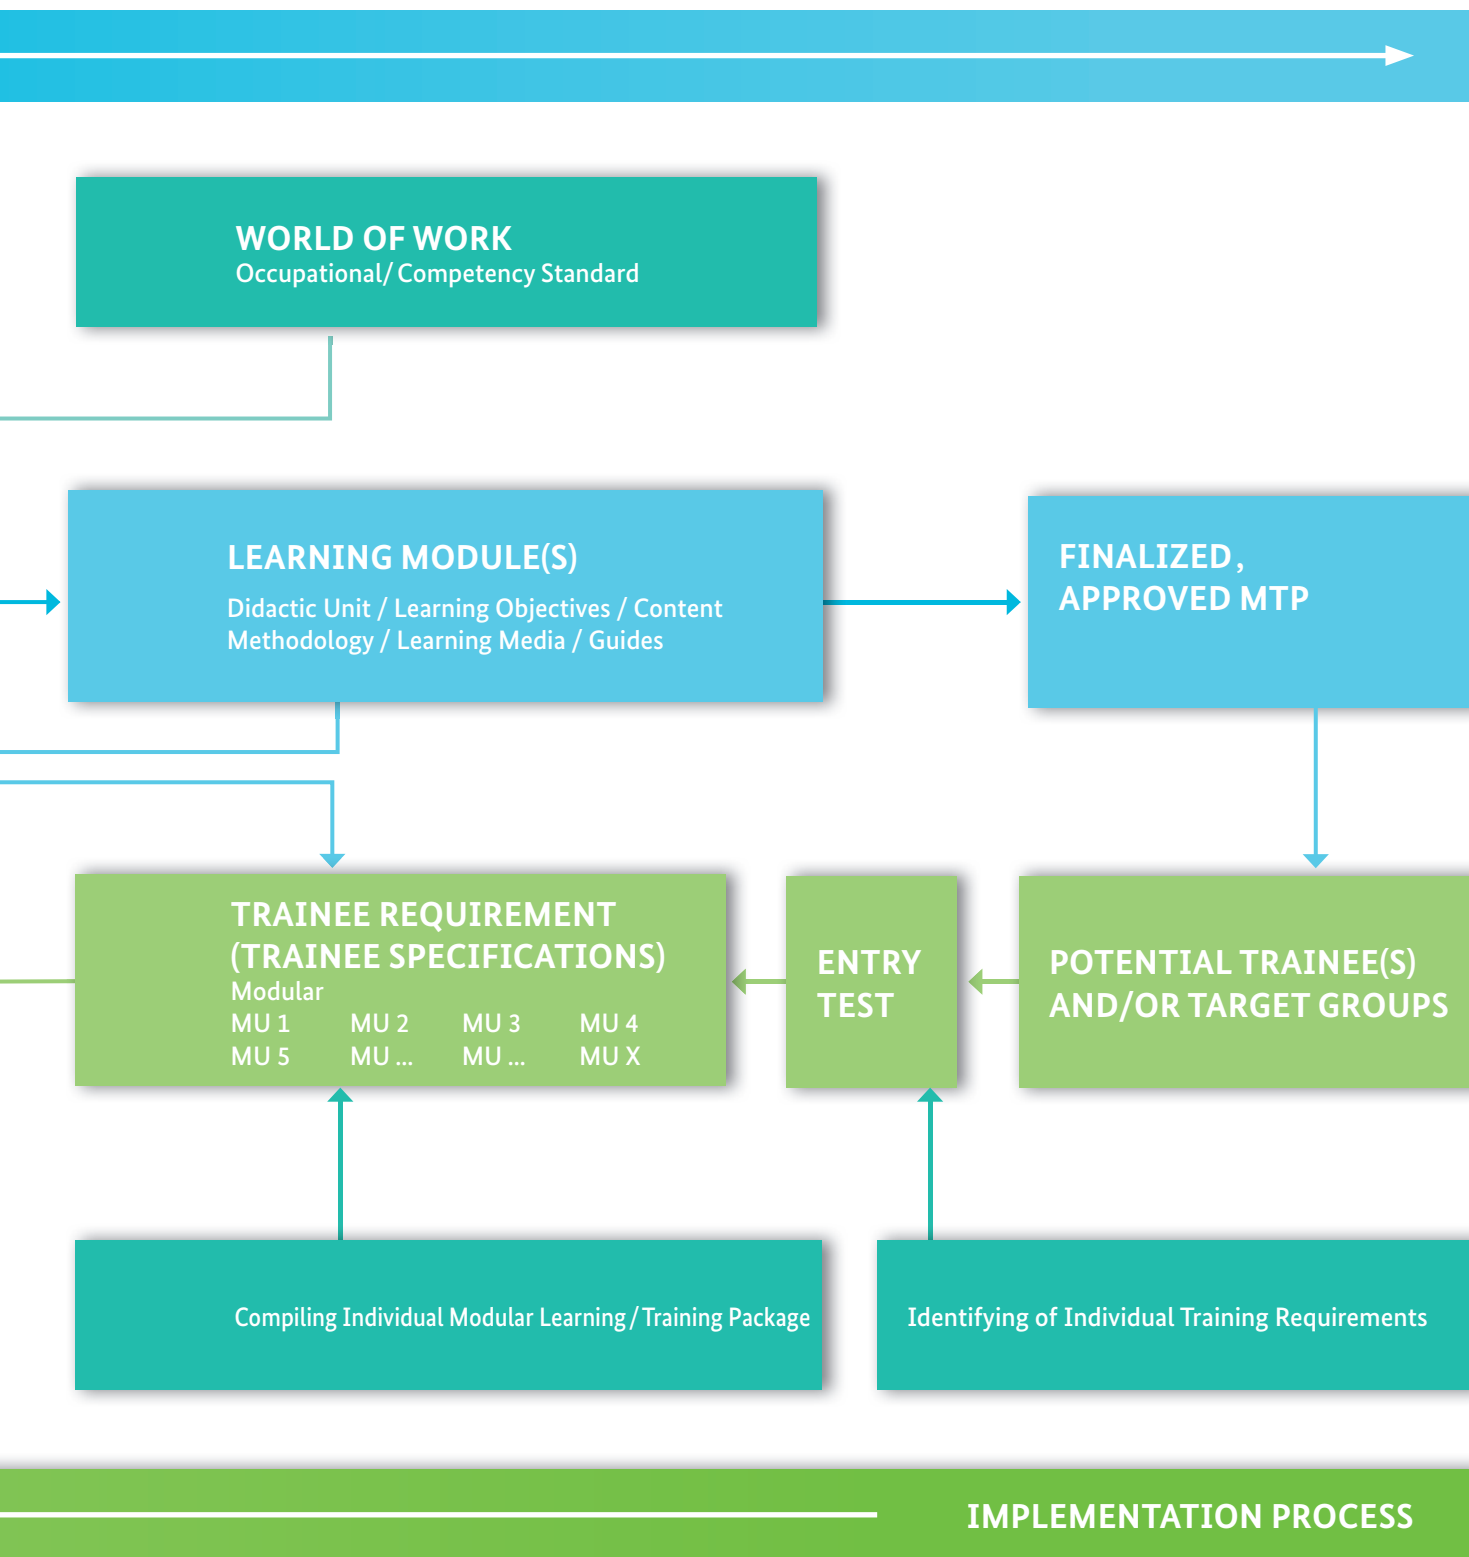 WORLD OF WORK
Occupational/ Competency Standard
LEARNING MODULE(S)
Didactic Unit / Learning Objectives / Content
Methodology / Learning Media / Guides
FINALIZED,
APPROVED MTP
TRAINEE REQUIREMENT
(TRAINEE SPECIFICATIONS)
Modular
MU 1 MU 2 MU 3 MU 4
MU 5 MU ... MU ... MU X
ENTRY
TEST
POTENTIAL TRAINEE(S)
AND/OR TARGET GROUPS
Compiling Individual Modular Learning / Training Package
Identifying of Individual Training Requirements
IMPLEMENTATION PROCESS